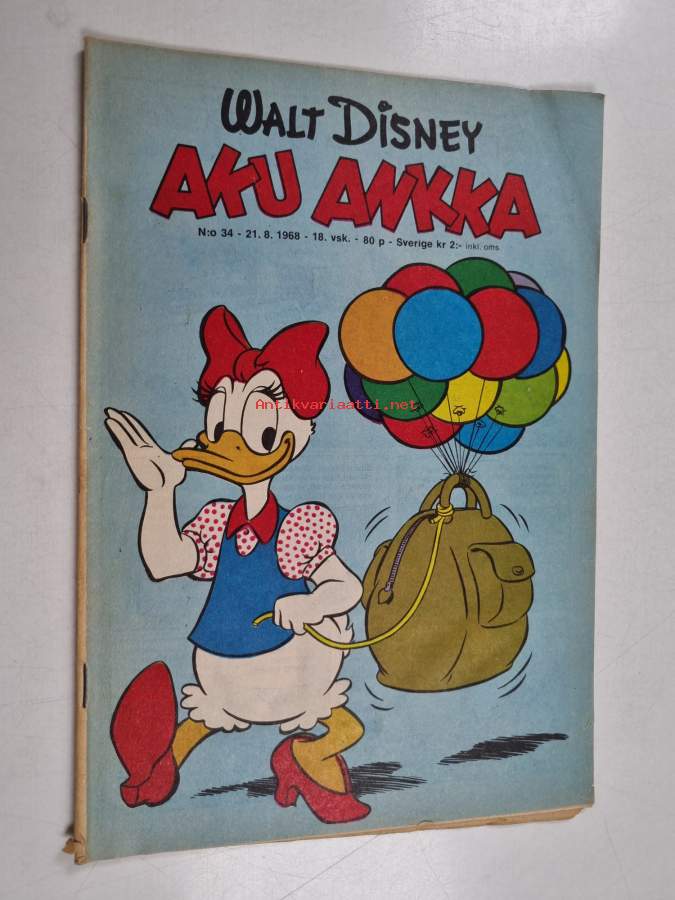 WALT DISNEY
AKU ANKKA
N:o 34 - 21. 8. 1968 - 18. vsk. - 80 p - Sverige kr 2:- inkl. oms.
Antikvariaatti.net